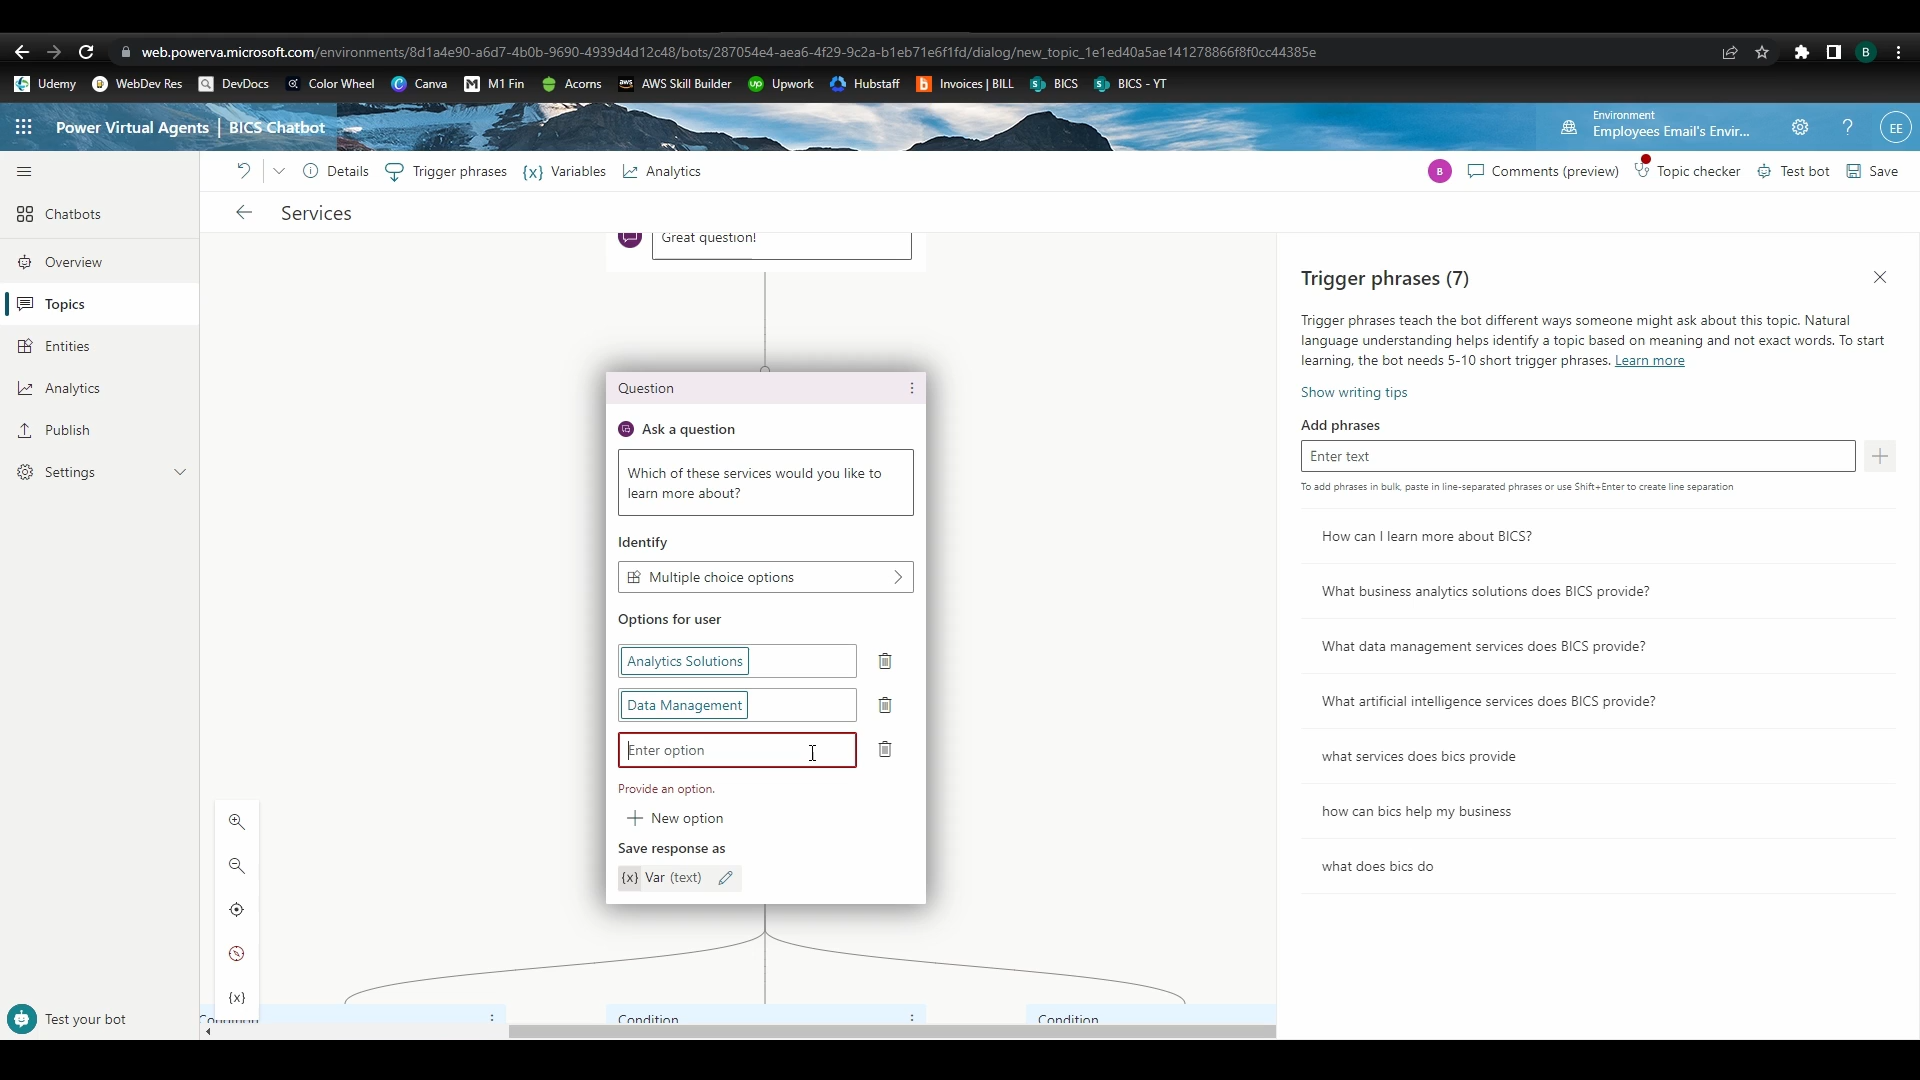 web.powerva.microsoft.com/environments/8d1a4e90-a6d7-4b0b-9690-4939d4d12c48/bots/287054e4-aea6-4f29-9c2a-b1eb71e6f1fd/dialog/new_topic_1e1ed40a5ae141278866f8f0cc44385e
B
Udemy WebDev Res DevDocs Color Wheel Canva M1 Fin Acorns aws AWS Skill Builder up Upwork Hubstaff Invoices | BILL BICS BICS - YT
Power Virtual Agents | BICS Chatbot
Environment
Employees Email's Envir...
EE
Details Trigger phrases {x} Variables Analytics
B Comments (preview) Topic checker Test bot Save
Chatbots
Overview
Topics
Entities
Analytics
Publish
Settings
Test your bot
Services
Great question!
Question
Ask a question
Which of these services would you like to
learn more about?
Identify
Multiple choice options
Options for user
Analytics Solutions
Data Management
Enter option
Provide an option.
New option
Save response as
{x} Var (text)
{x}
Condition
Condition
Condition
Trigger phrases (7)
Trigger phrases teach the bot different ways someone might ask about this topic. Natural
language understanding helps identify a topic based on meaning and not exact words. To start
learning, the bot needs 5-10 short trigger phrases. Learn more
Show writing tips
Add phrases
Enter text
To add phrases in bulk, paste in line-separated phrases or use Shift+Enter to create line separation
How can I learn more about BICS?
What business analytics solutions does BICS provide?
What data management services does BICS provide?
What artificial intelligence services does BICS provide?
what services does bics provide
how can bics help my business
what does bics do